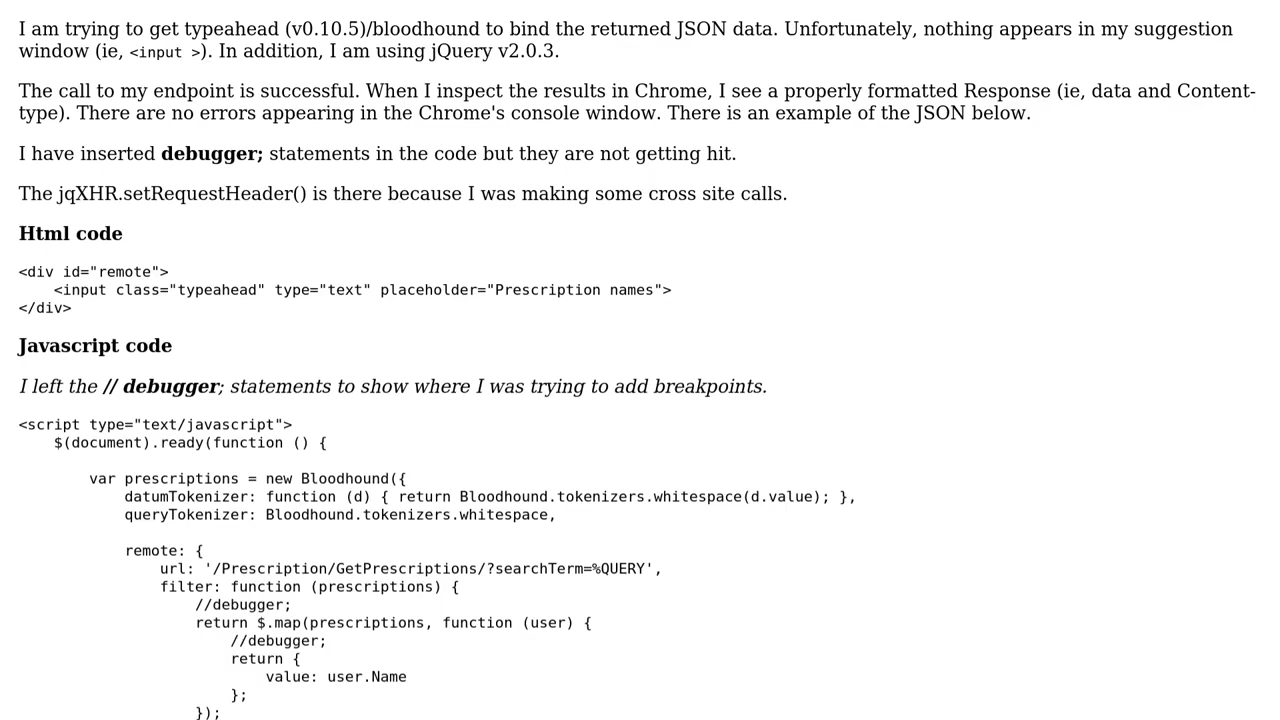 I am trying to get typeahead (v0.10.5)/bloodhound to bind the returned JSON data. Unfortunately, nothing appears in my suggestion
window (ie, <input >). In addition, I am using jQuery v2.0.3.
The call to my endpoint is successful. When I inspect the results in Chrome, I see a properly formatted Response (ie, data and Content-
type). There are no errors appearing in the Chrome's console window. There is an example of the JSON below.
I have inserted debugger; statements in the code but they are not getting hit.
The jqXHR.setRequestHeader() is there because I was making some cross site calls.
Html code
<div id="remote">
    <input class="typeahead" type="text" placeholder="Prescription names">
</div>
Javascript code
I left the // debugger; statements to show where I was trying to add breakpoints.
<script type="text/javascript">
    $(document).ready(function () {
        var prescriptions = new Bloodhound({
            datumTokenizer: function (d) { return Bloodhound.tokenizers.whitespace(d.value); },
            queryTokenizer: Bloodhound.tokenizers.whitespace,
            remote: {
                url: '/Prescription/GetPrescriptions/?searchTerm=%QUERY',
                filter: function (prescriptions) {
                    //debugger;
                    return $.map(prescriptions, function (user) {
                        //debugger;
                        return {
                            value: user.Name
                        };
                    });